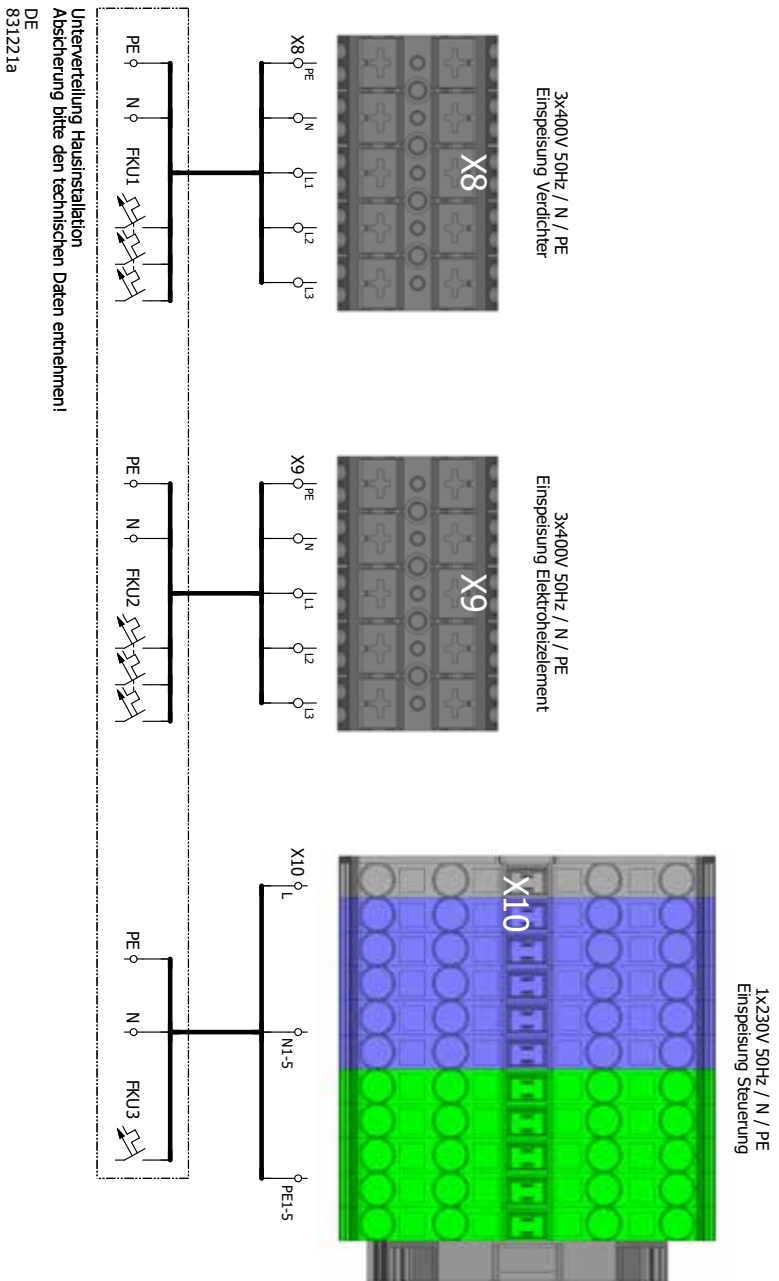 3x400V 50Hz / N / PE
Einspeisung Verdichter
X8
X8
PE
N
L1
L2
L3
PE
N
FKU1
3x400V 50Hz / N / PE
Einspeisung Elektroheizelement
X9
X9
PE
N
L1
L2
L3
PE
N
FKU2
1x230V 50Hz / N / PE
Einspeisung Steuerung
X10
X10
L
N1-5
PE1-5
PE
N
FKU3
Unterverteilung Hausinstallation
Absicherung bitte den technischen Daten entnehmen!
DE
831221a